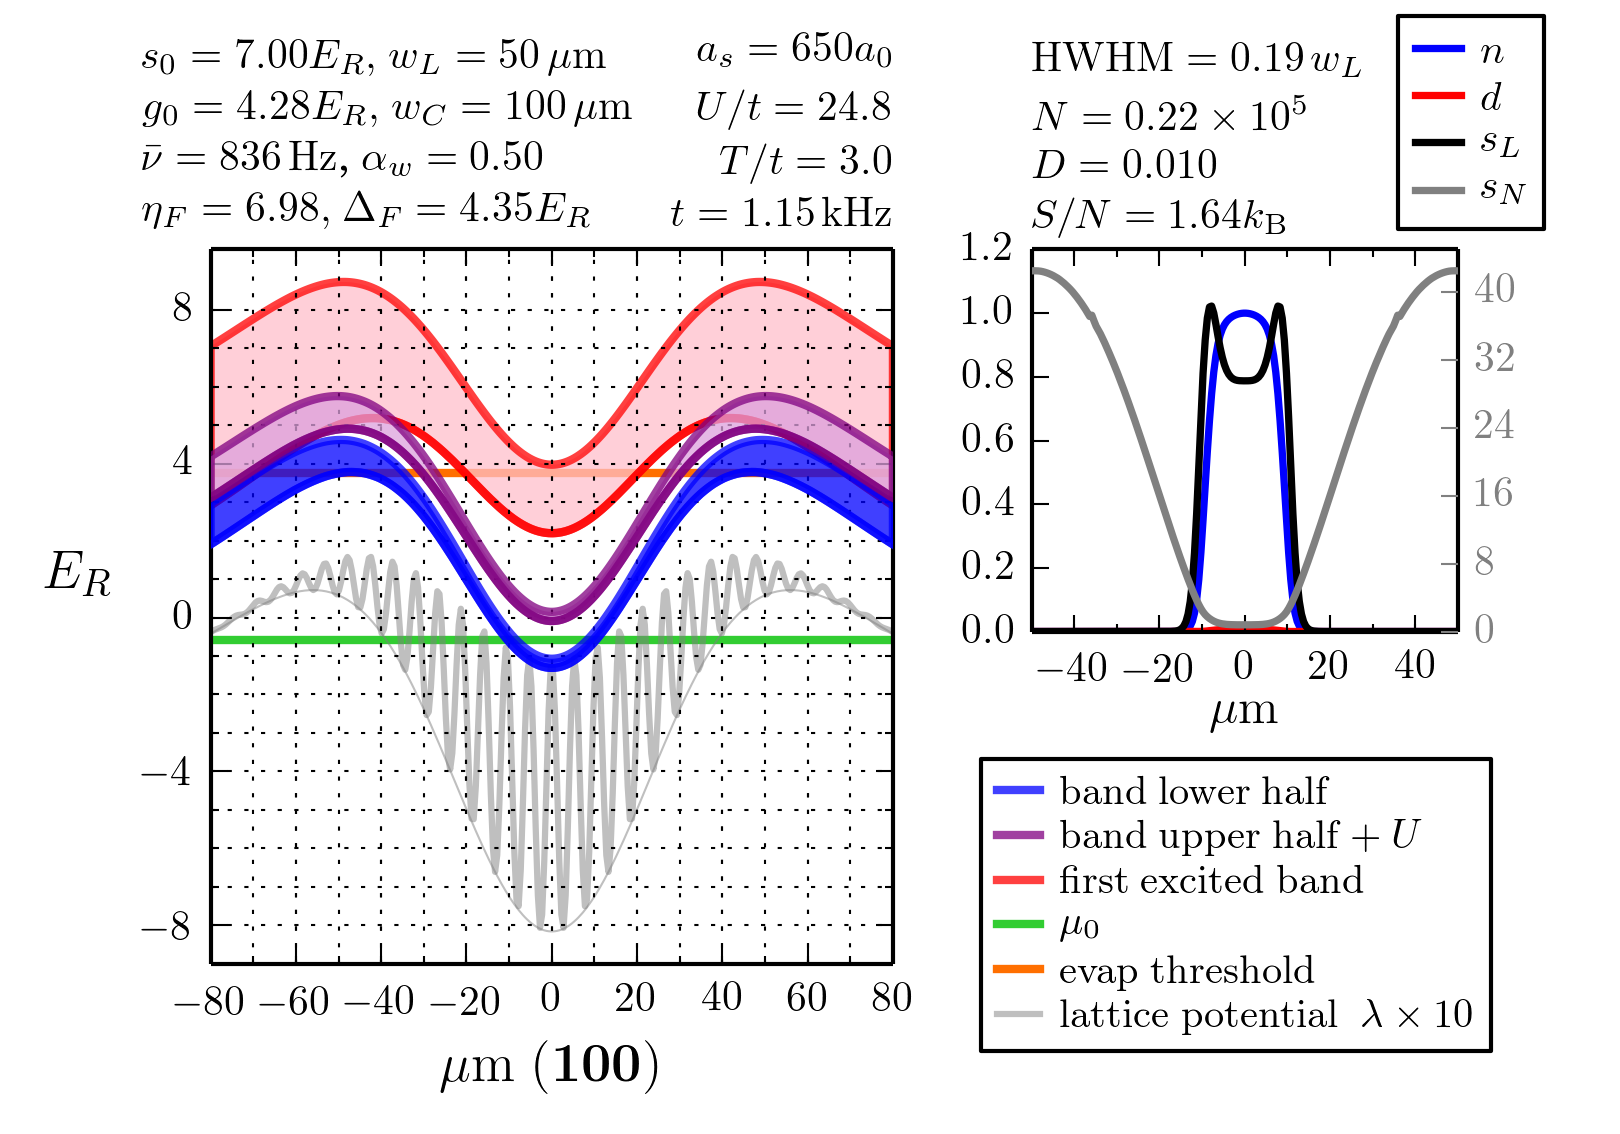 s₀ = 7.00E_R, w_L = 50 μm
g₀ = 4.28E_R, w_C = 100 μm
ν̄ = 836 Hz, α_w = 0.50
η_F = 6.98, Δ_F = 4.35E_R
a_s = 650a₀
U/t = 24.8
T/t = 3.0
t = 1.15 kHz
HWHM = 0.19 w_L
N = 0.22 × 10⁵
D = 0.010
S/N = 1.64k_B
n
d
s_L
s_N
E_R
8
4
0
−4
−8
−80 −60 −40 −20 0 20 40 60 80
μm (100)
1.2
1.0
0.8
0.6
0.4
0.2
0.0
40
32
24
16
8
0
−40 −20 0 20 40
μm
band lower half
band upper half + U
first excited band
μ₀
evap threshold
lattice potential λ × 10